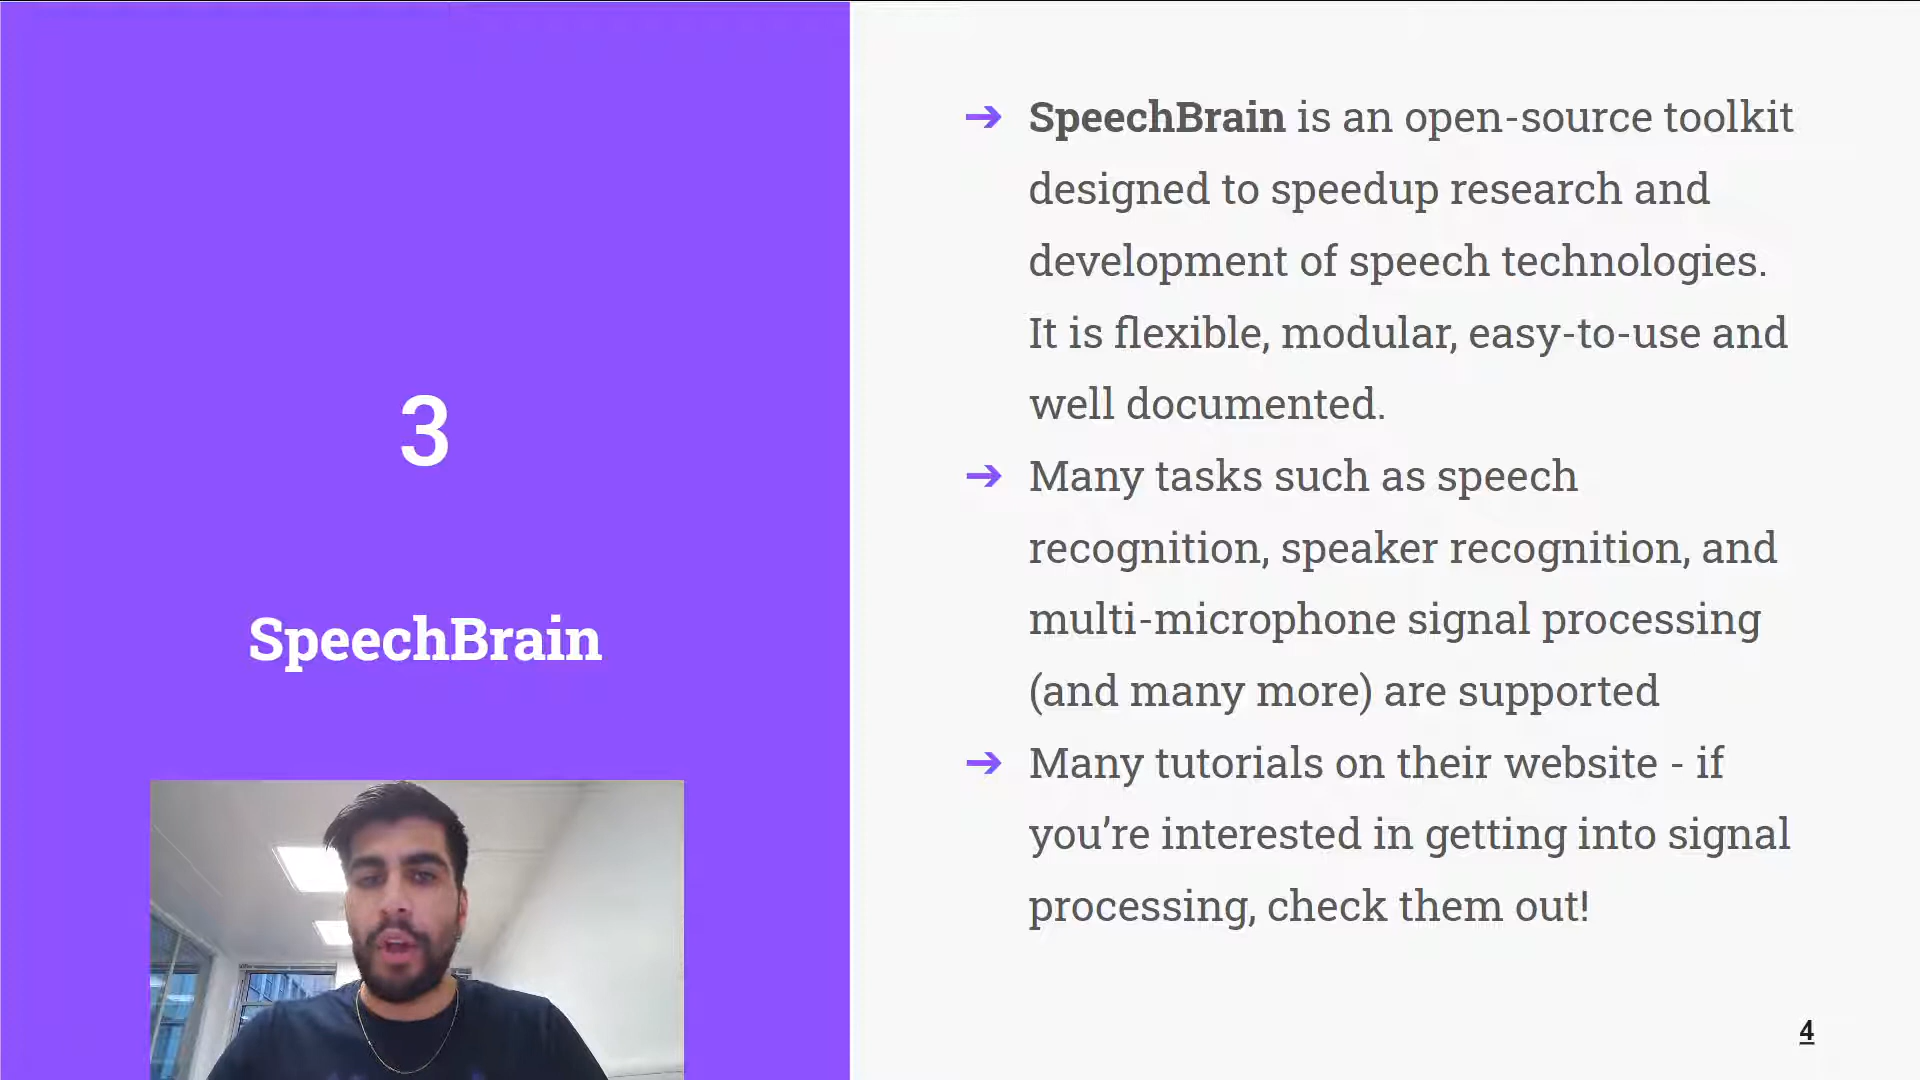 3
SpeechBrain
➔ SpeechBrain is an open-source toolkit
designed to speedup research and
development of speech technologies.
It is flexible, modular, easy-to-use and
well documented.
➔ Many tasks such as speech
recognition, speaker recognition, and
multi-microphone signal processing
(and many more) are supported
➔ Many tutorials on their website - if
you’re interested in getting into signal
processing, check them out!
4